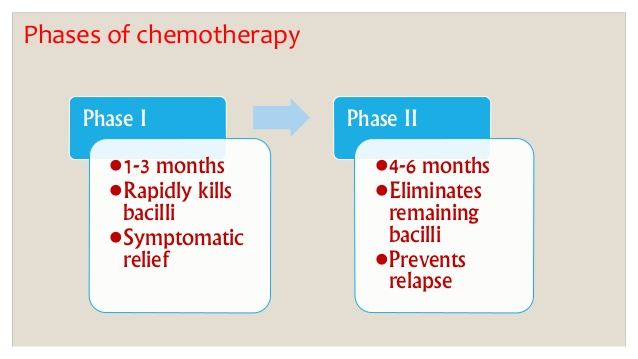 Phases of chemotherapy
Phase I
●1-3 months
●Rapidly kills
bacilli
●Symptomatic
relief
Phase II
●4-6 months
●Eliminates
remaining
bacilli
●Prevents
relapse